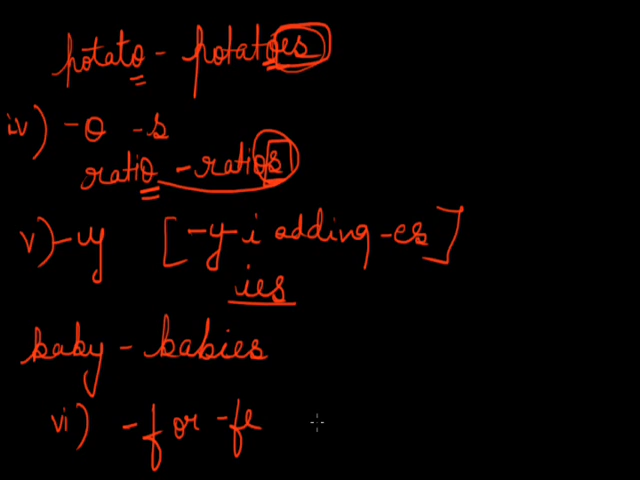 potato - potatoes
iv) -o -s
ratio - ratios
v) -y [-y-i adding -es]
ies
baby - babies
vi) -f or -fe